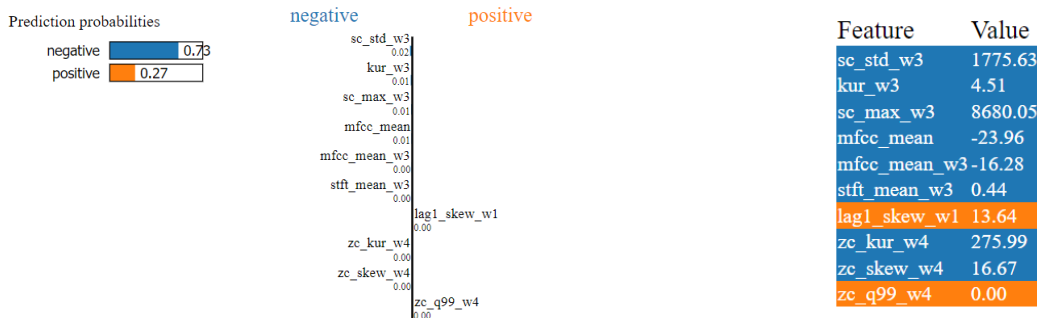 Prediction probabilities
negative 0.73
positive 0.27
negative positive
sc_std_w3
0.02
kur_w3
0.01
sc_max_w3
0.01
mfcc_mean
0.01
mfcc_mean_w3
0.00
stft_mean_w3
0.00
lag1_skew_w1
0.00
zc_kur_w4
0.00
zc_skew_w4
0.00
zc_q99_w4
0.00
Feature Value
sc_std_w3 1775.63
kur_w3 4.51
sc_max_w3 8680.05
mfcc_mean -23.96
mfcc_mean_w3 -16.28
stft_mean_w3 0.44
lag1_skew_w1 13.64
zc_kur_w4 275.99
zc_skew_w4 16.67
zc_q99_w4 0.00